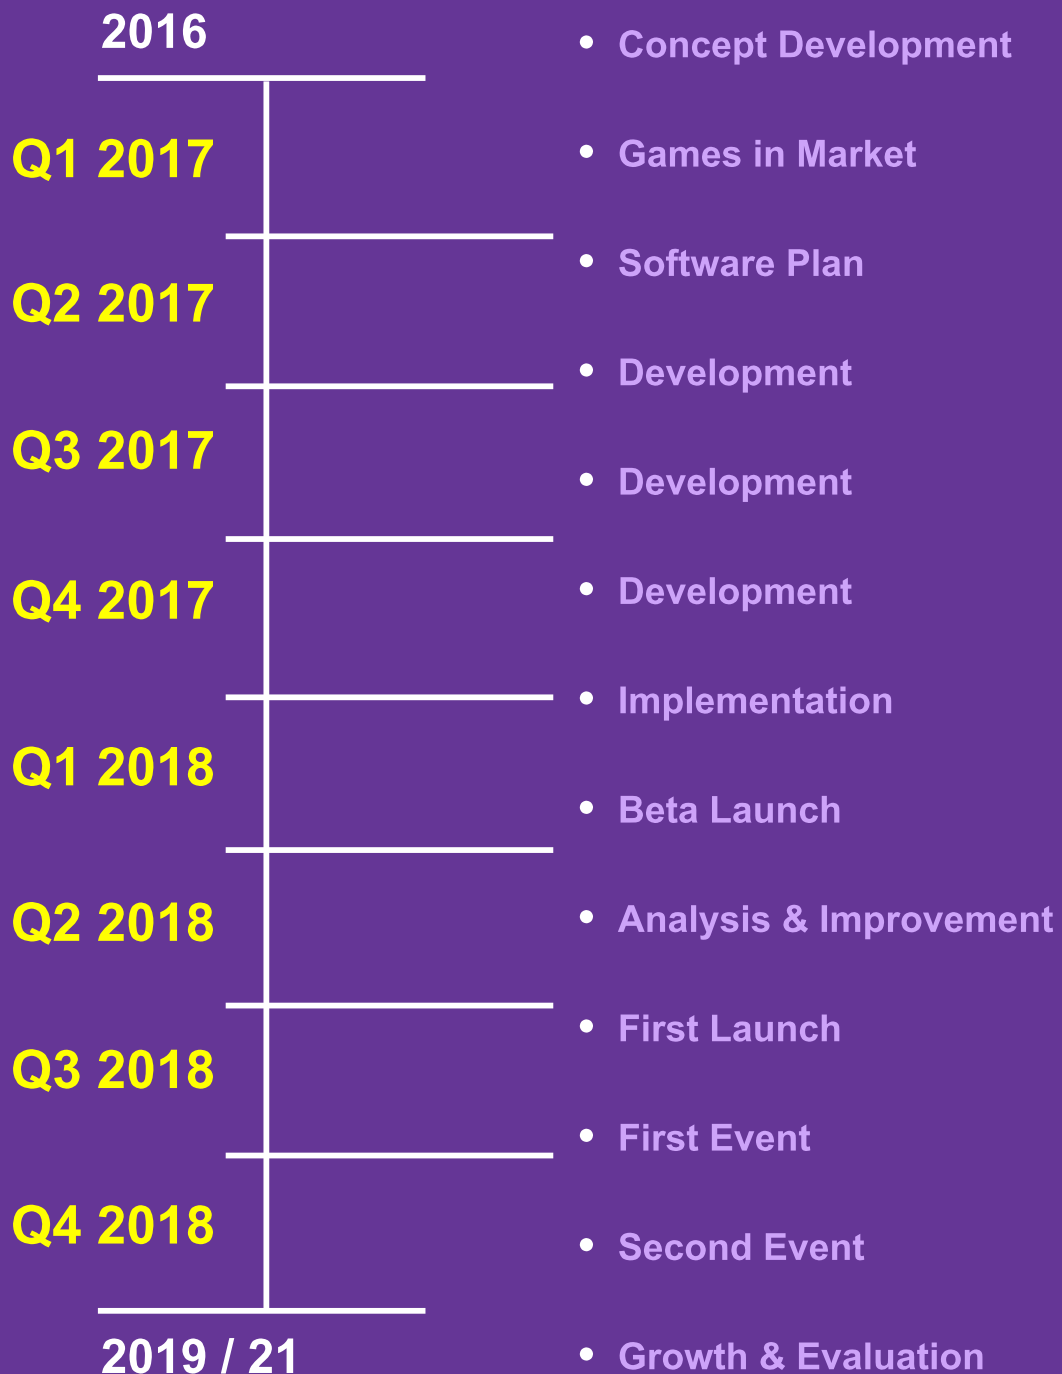 2016
Q1 2017
Q2 2017
Q3 2017
Q4 2017
Q1 2018
Q2 2018
Q3 2018
Q4 2018
2019 / 21
• Concept Development
• Games in Market
• Software Plan
• Development
• Development
• Development
• Implementation
• Beta Launch
• Analysis & Improvement
• First Launch
• First Event
• Second Event
• Growth & Evaluation